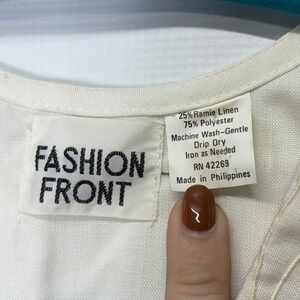 FASHION
FRONT
25% Ramie Linen
75% Polyester
Machine Wash-Gentle
Drip Dry
Iron as Needed
RN 42269
Made in Philippines